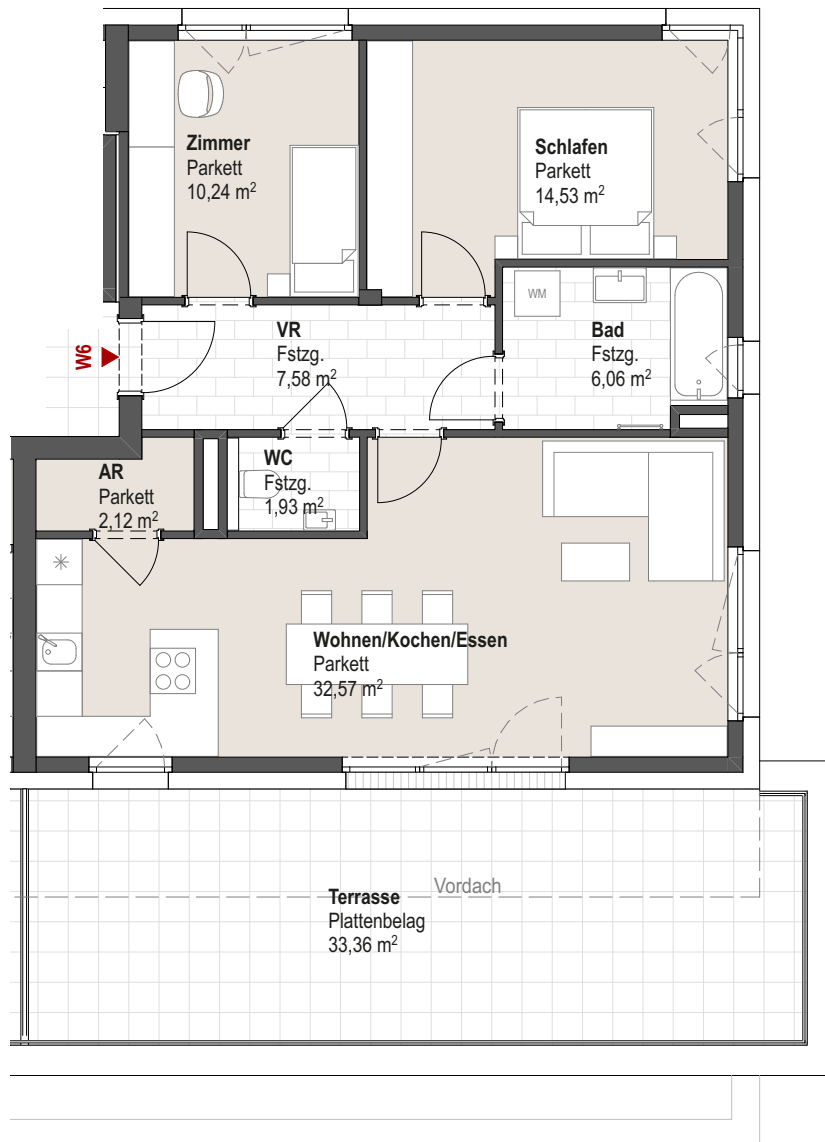 Zimmer
Parkett
10,24 m²
Schlafen
Parkett
14,53 m²
WM
VR
Fstzg.
7,58 m²
Bad
Fstzg.
6,06 m²
W6
AR
Parkett
2,12 m²
WC
Fstzg.
1,93 m²
Wohnen/Kochen/Essen
Parkett
32,57 m²
Vordach
Terrasse
Plattenbelag
33,36 m²